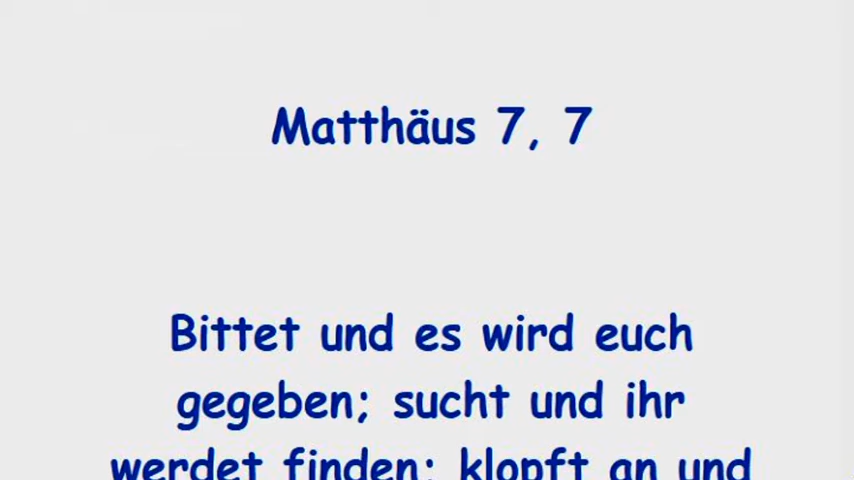 Matthäus 7, 7
Bittet und es wird euch
gegeben; sucht und ihr
werdet finden; klopft an und